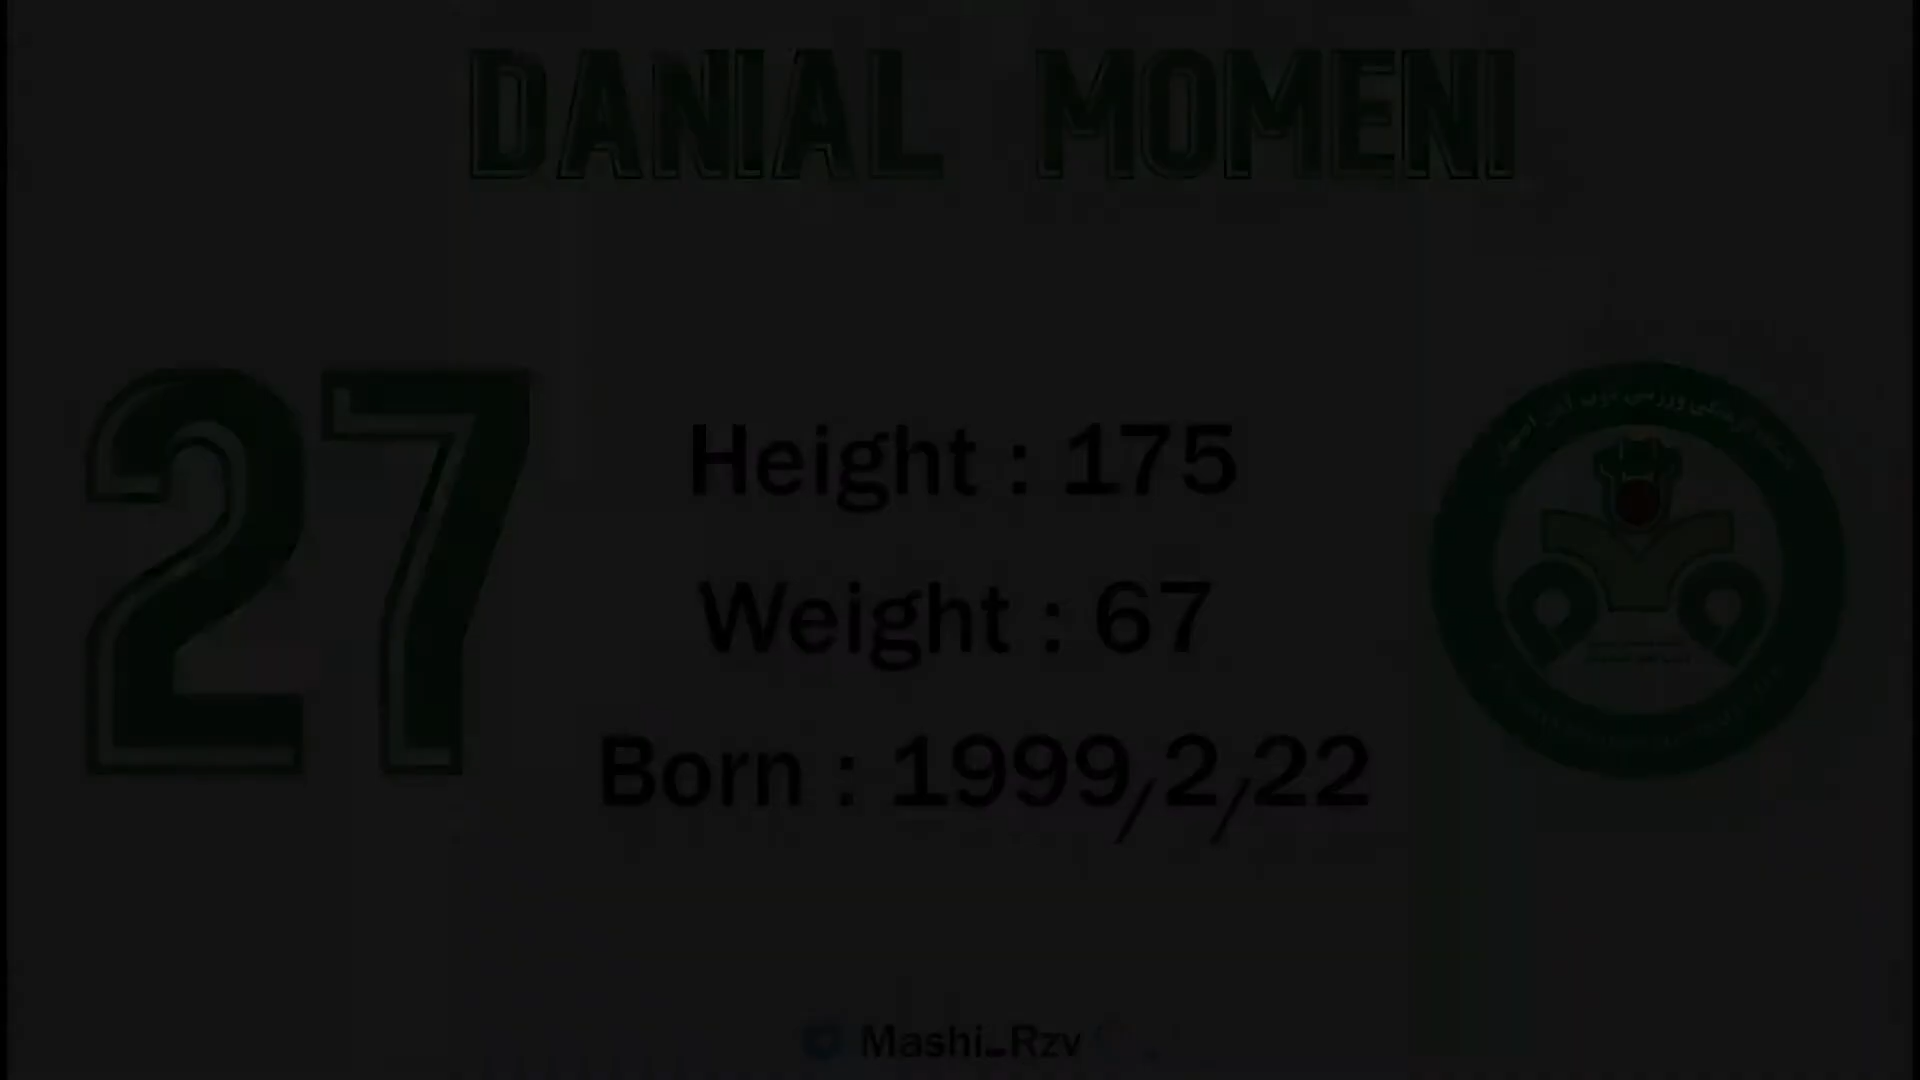 DANIAL MOMENI
27
Height : 175
Weight : 67
Born : 1999/2/22
Mashi_Rzv